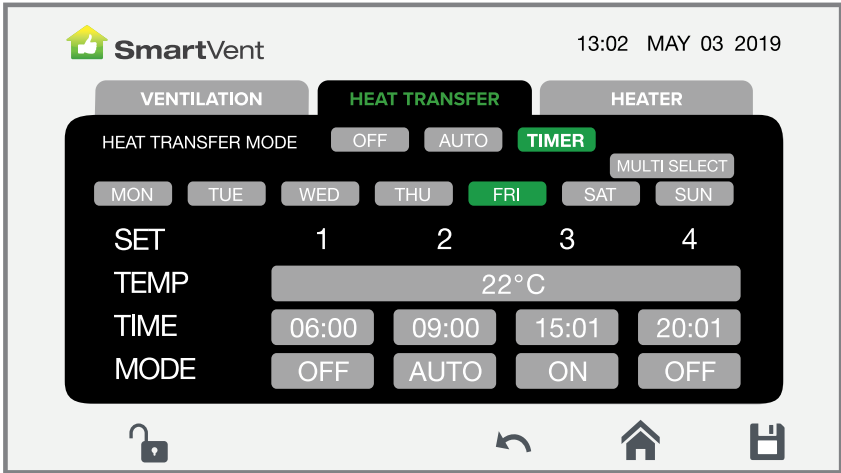 SmartVent 13:02 MAY 03 2019
VENTILATION HEAT TRANSFER HEATER
HEAT TRANSFER MODE OFF AUTO TIMER
MULTI SELECT
MON TUE WED THU FRI SAT SUN
SET 1 2 3 4
TEMP 22°C
TIME 06:00 09:00 15:01 20:01
MODE OFF AUTO ON OFF